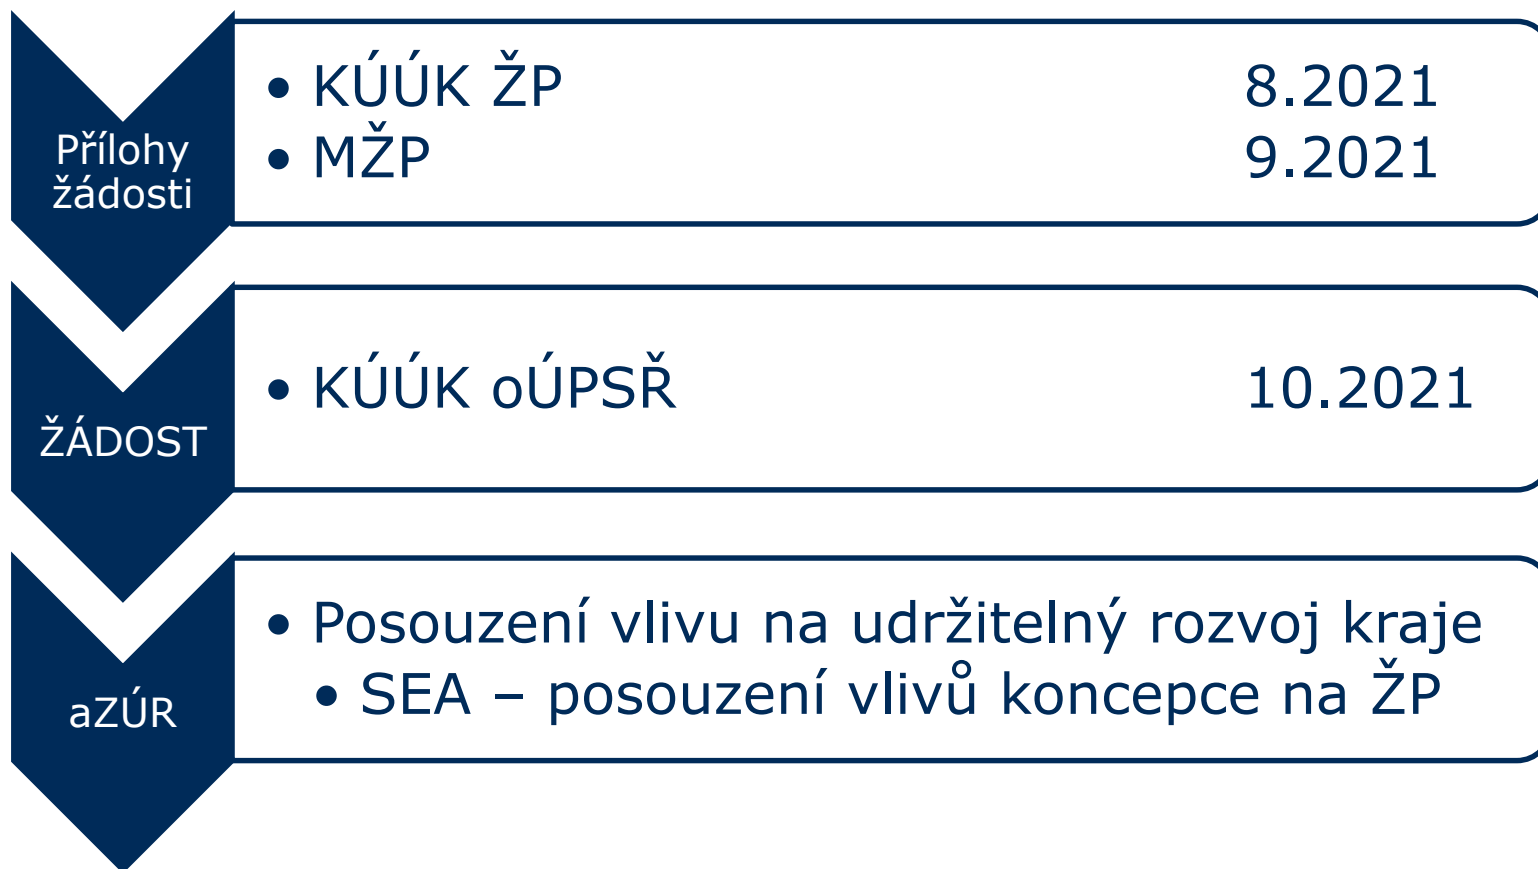 Přílohy
žádosti
• KÚÚK ŽP 8.2021
• MŽP 9.2021
ŽÁDOST
• KÚÚK oÚPSŘ 10.2021
aZÚR
• Posouzení vlivu na udržitelný rozvoj kraje
• SEA – posouzení vlivů koncepce na ŽP